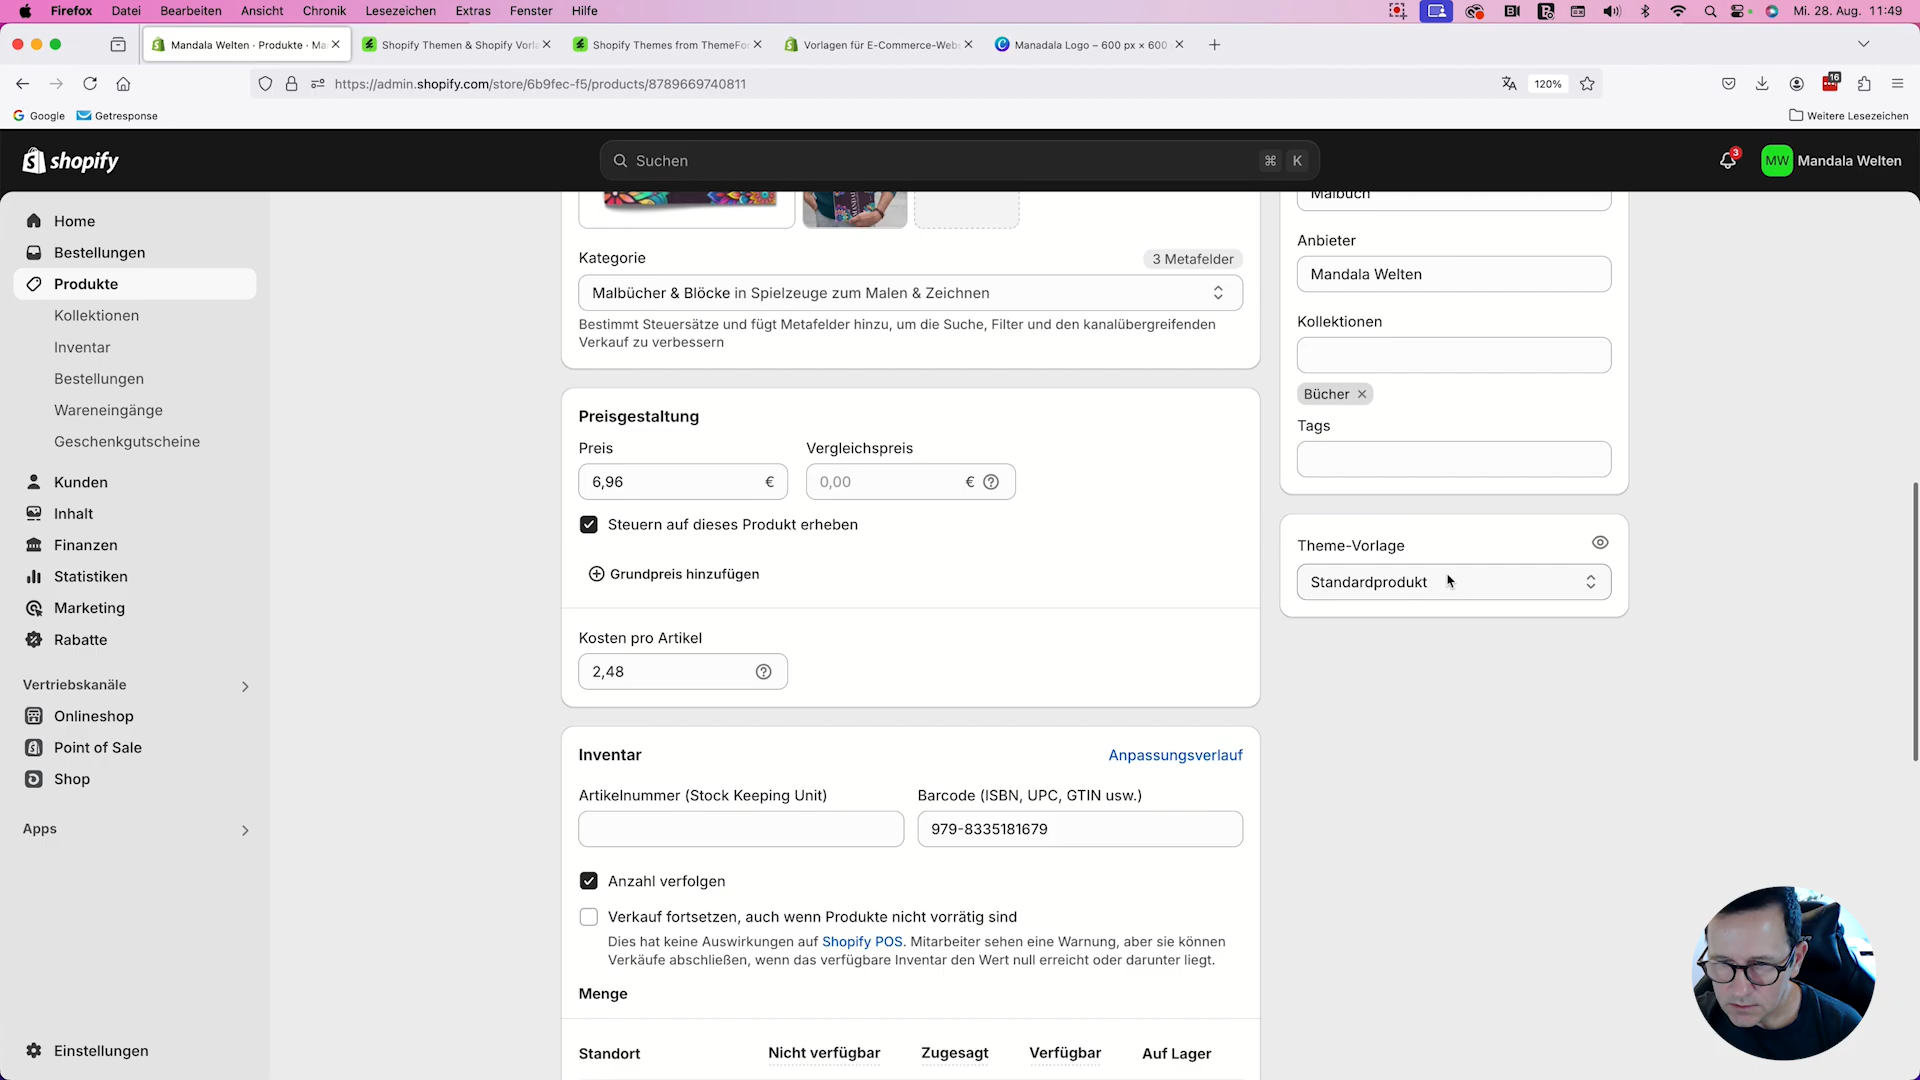 Firefox Datei Bearbeiten Ansicht Chronik Lesezeichen Extras Fenster Hilfe Mi. 28. Aug. 11:49
Mandala Welten · Produkte · Ma Shopify Themen & Shopify Vorla Shopify Themes from ThemeFor Vorlagen für E-Commerce-Webs Manadala Logo – 600 px × 600
https://admin.shopify.com/store/6b9fec-f5/products/8789669740811 120% 16
Google Getresponse Weitere Lesezeichen
shopify Suchen ⌘ K 3 MW Mandala Welten
Home
Bestellungen
Produkte
Kollektionen
Inventar
Bestellungen
Wareneingänge
Geschenkgutscheine
Kunden
Inhalt
Finanzen
Statistiken
Marketing
Rabatte
Vertriebskanäle
Onlineshop
Point of Sale
Shop
Apps
Einstellungen
Kategorie 3 Metafelder
Malbücher & Blöcke in Spielzeuge zum Malen & Zeichnen
Bestimmt Steuersätze und fügt Metafelder hinzu, um die Suche, Filter und den kanalübergreifenden
Verkauf zu verbessern
Preisgestaltung
Preis Vergleichspreis
6,96 € 0,00 €
Steuern auf dieses Produkt erheben
Grundpreis hinzufügen
Kosten pro Artikel
2,48
Inventar Anpassungsverlauf
Artikelnummer (Stock Keeping Unit) Barcode (ISBN, UPC, GTIN usw.)
979-8335181679
Anzahl verfolgen
Verkauf fortsetzen, auch wenn Produkte nicht vorrätig sind
Dies hat keine Auswirkungen auf Shopify POS. Mitarbeiter sehen eine Warnung, aber sie können
Verkäufe abschließen, wenn das verfügbare Inventar den Wert null erreicht oder darunter liegt.
Menge
Standort Nicht verfügbar Zugesagt Verfügbar Auf Lager
Malbuch
Anbieter
Mandala Welten
Kollektionen
Bücher
Tags
Theme-Vorlage
Standardprodukt